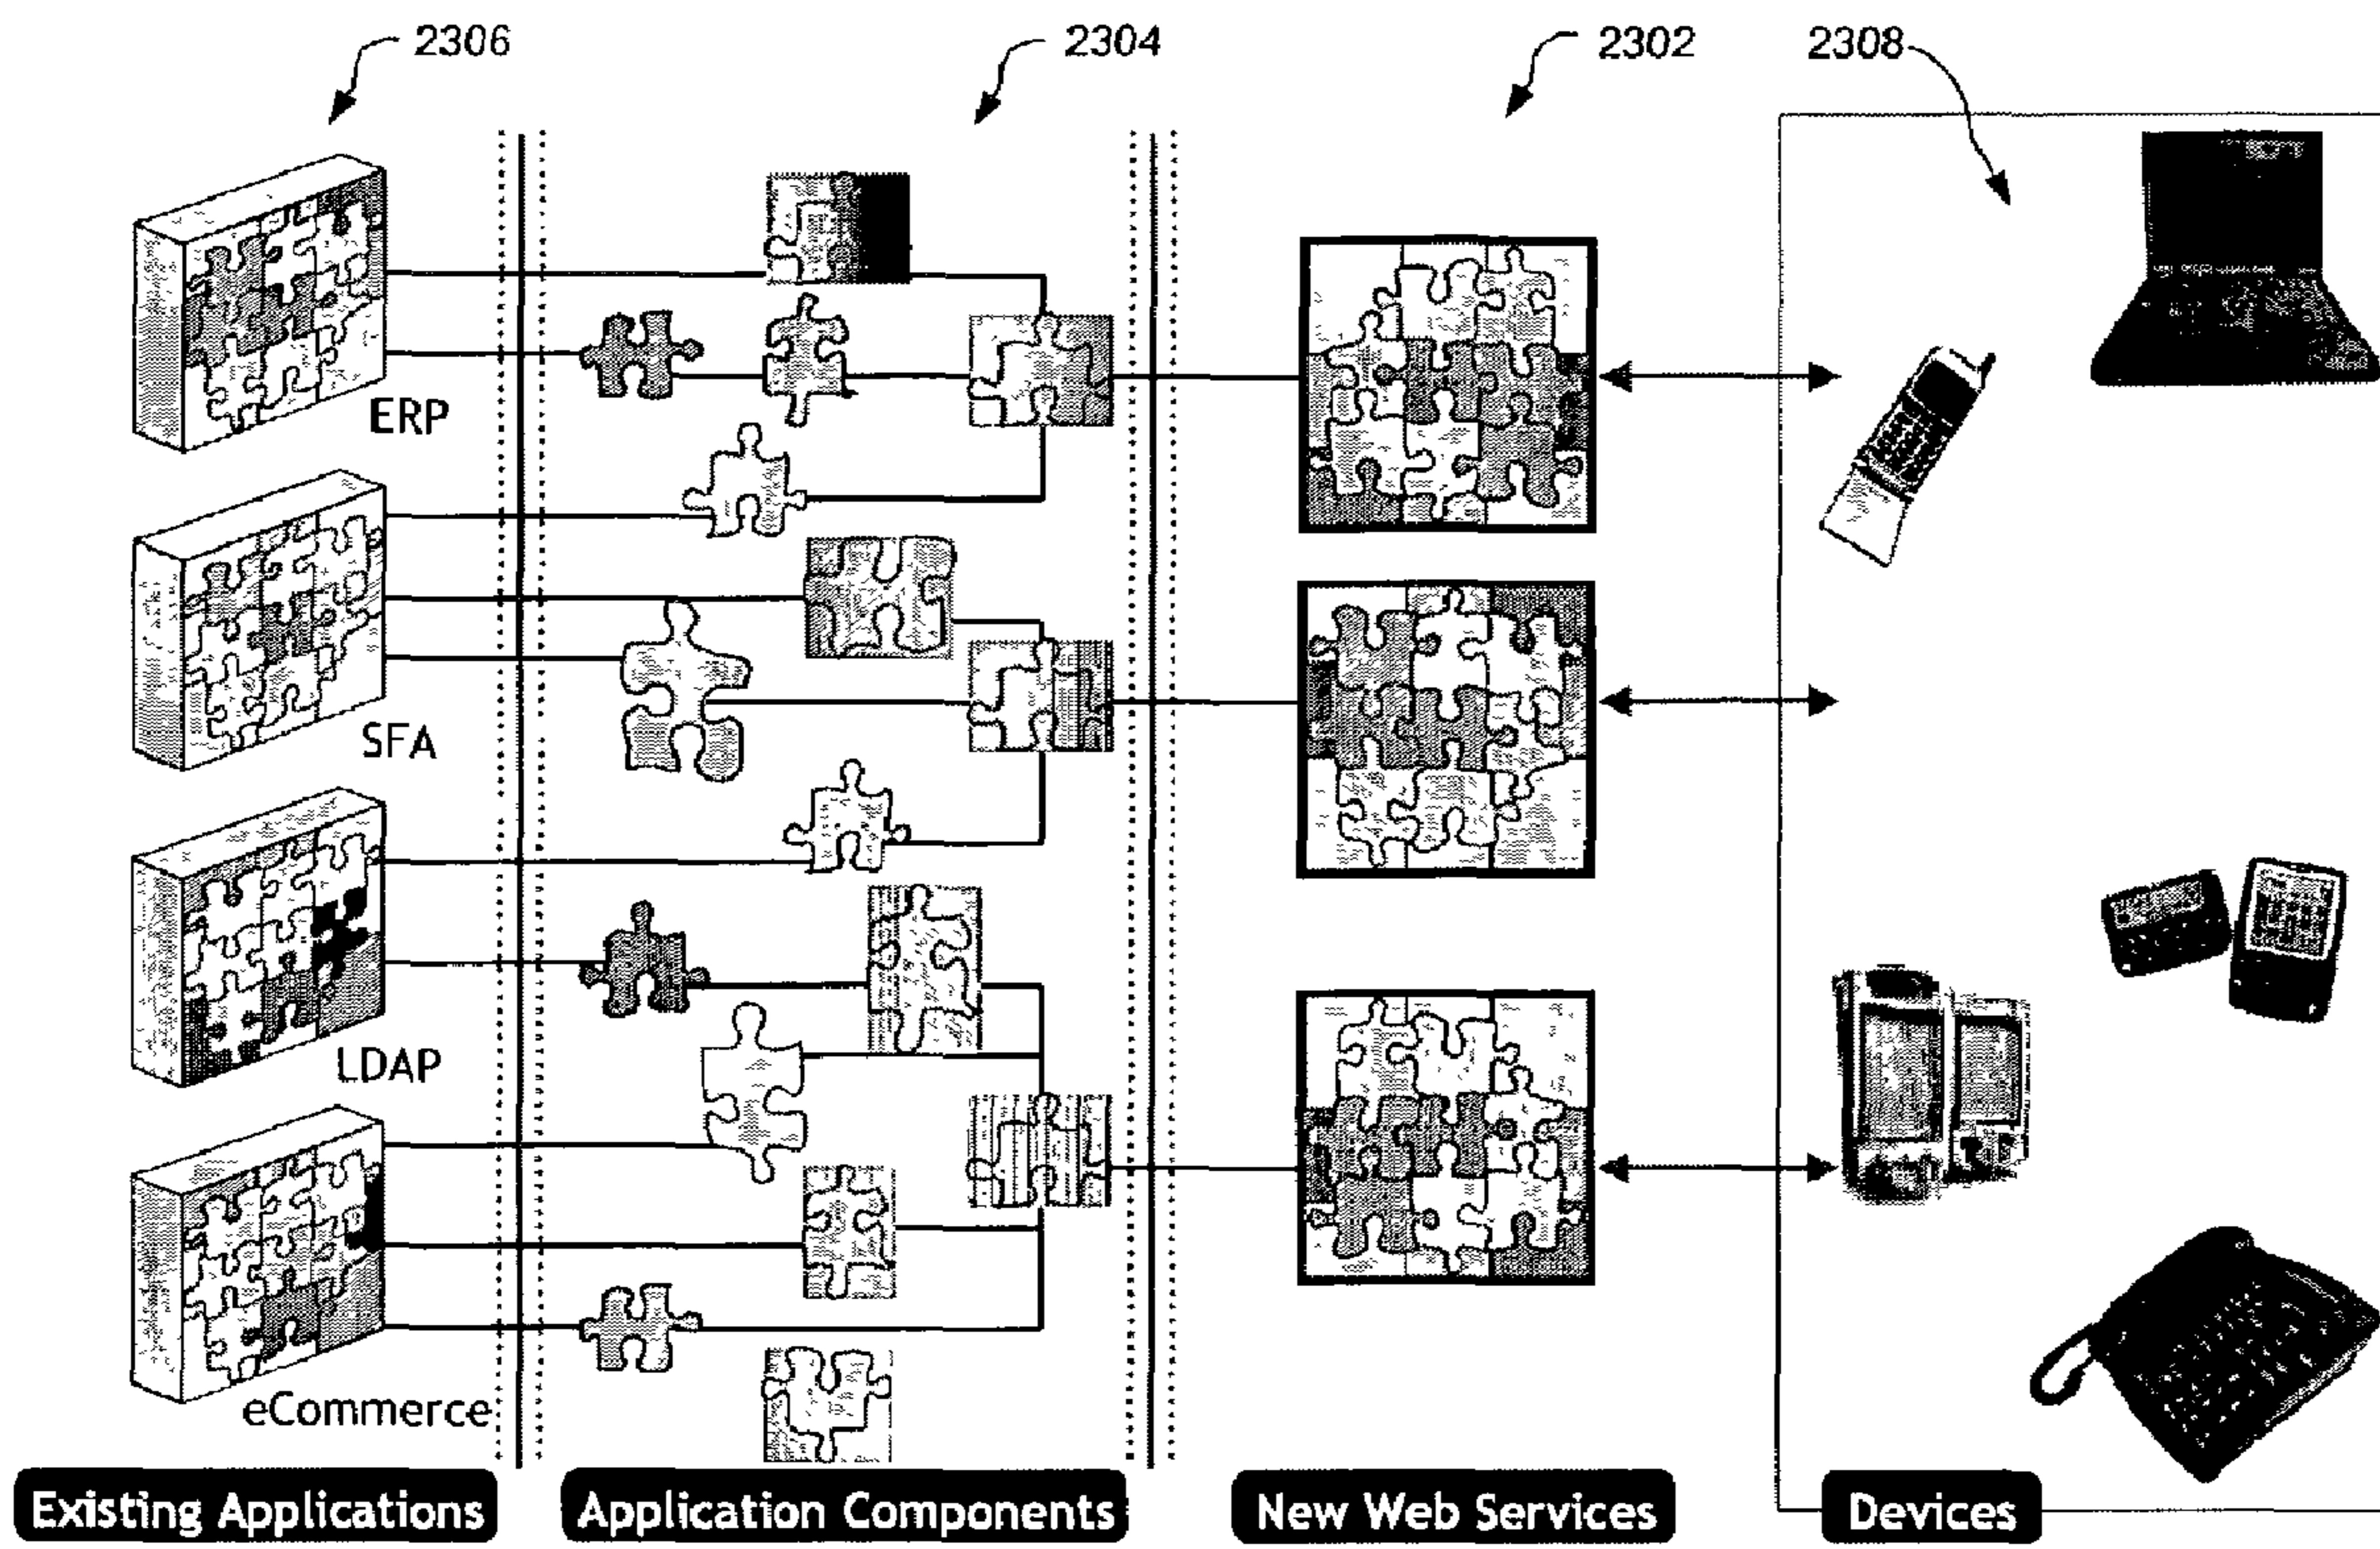 2306
2304
2302
2308
ERP
SFA
LDAP
eCommerce
Existing Applications
Application Components
New Web Services
Devices